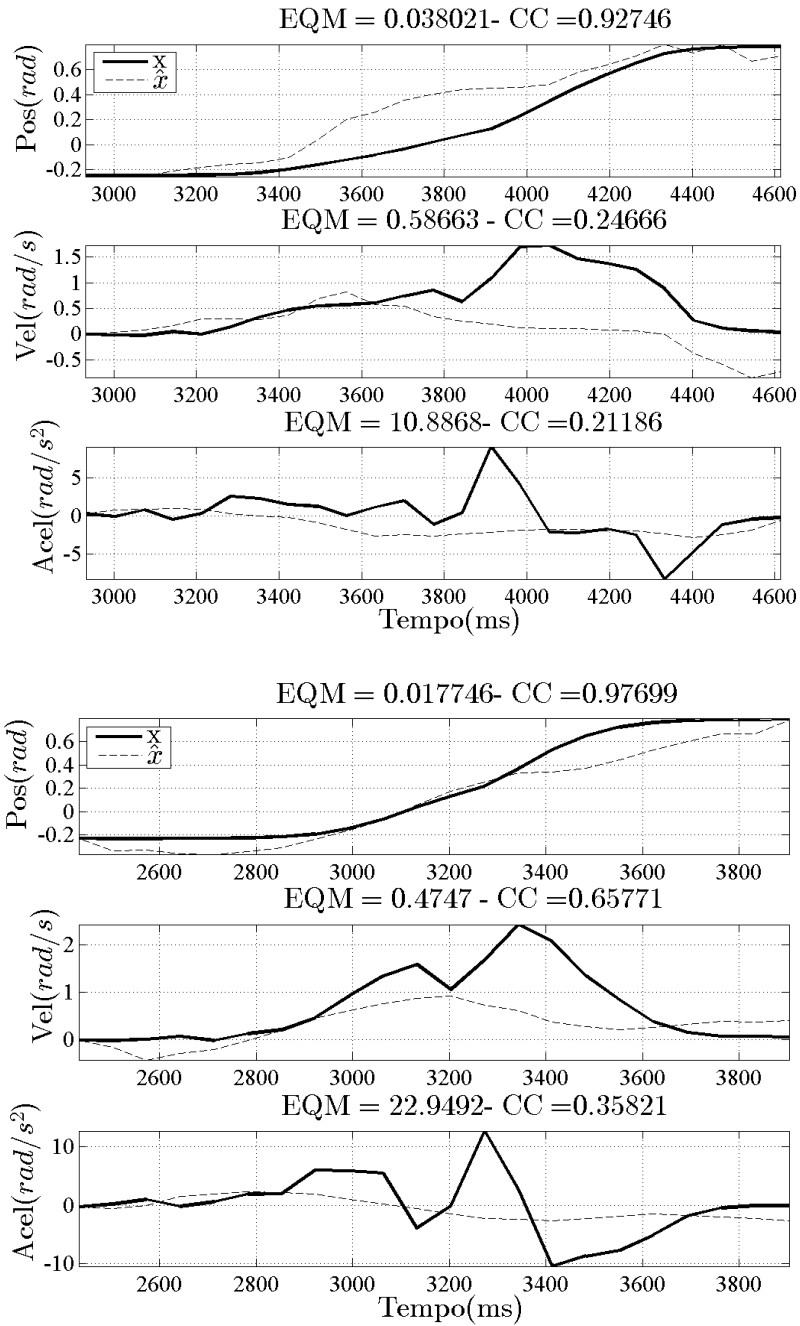 EQM = 0.038021- CC =0.92746
Pos(rad)
x
x̂
0.6
0.4
0.2
0
-0.2
3000 3200 3400 3600 3800 4000 4200 4400 4600
EQM = 0.58663 - CC =0.24666
Vel(rad/s)
1.5
1
0.5
0
-0.5
3000 3200 3400 3600 3800 4000 4200 4400 4600
EQM = 10.8868- CC =0.21186
Acel(rad/s²)
5
0
-5
3000 3200 3400 3600 3800 4000 4200 4400 4600
Tempo(ms)
EQM = 0.017746- CC =0.97699
Pos(rad)
x
x̂
0.6
0.4
0.2
0
-0.2
2600 2800 3000 3200 3400 3600 3800
EQM = 0.4747 - CC =0.65771
Vel(rad/s)
2
1
0
2600 2800 3000 3200 3400 3600 3800
EQM = 22.9492- CC =0.35821
Acel(rad/s²)
10
0
-10
2600 2800 3000 3200 3400 3600 3800
Tempo(ms)